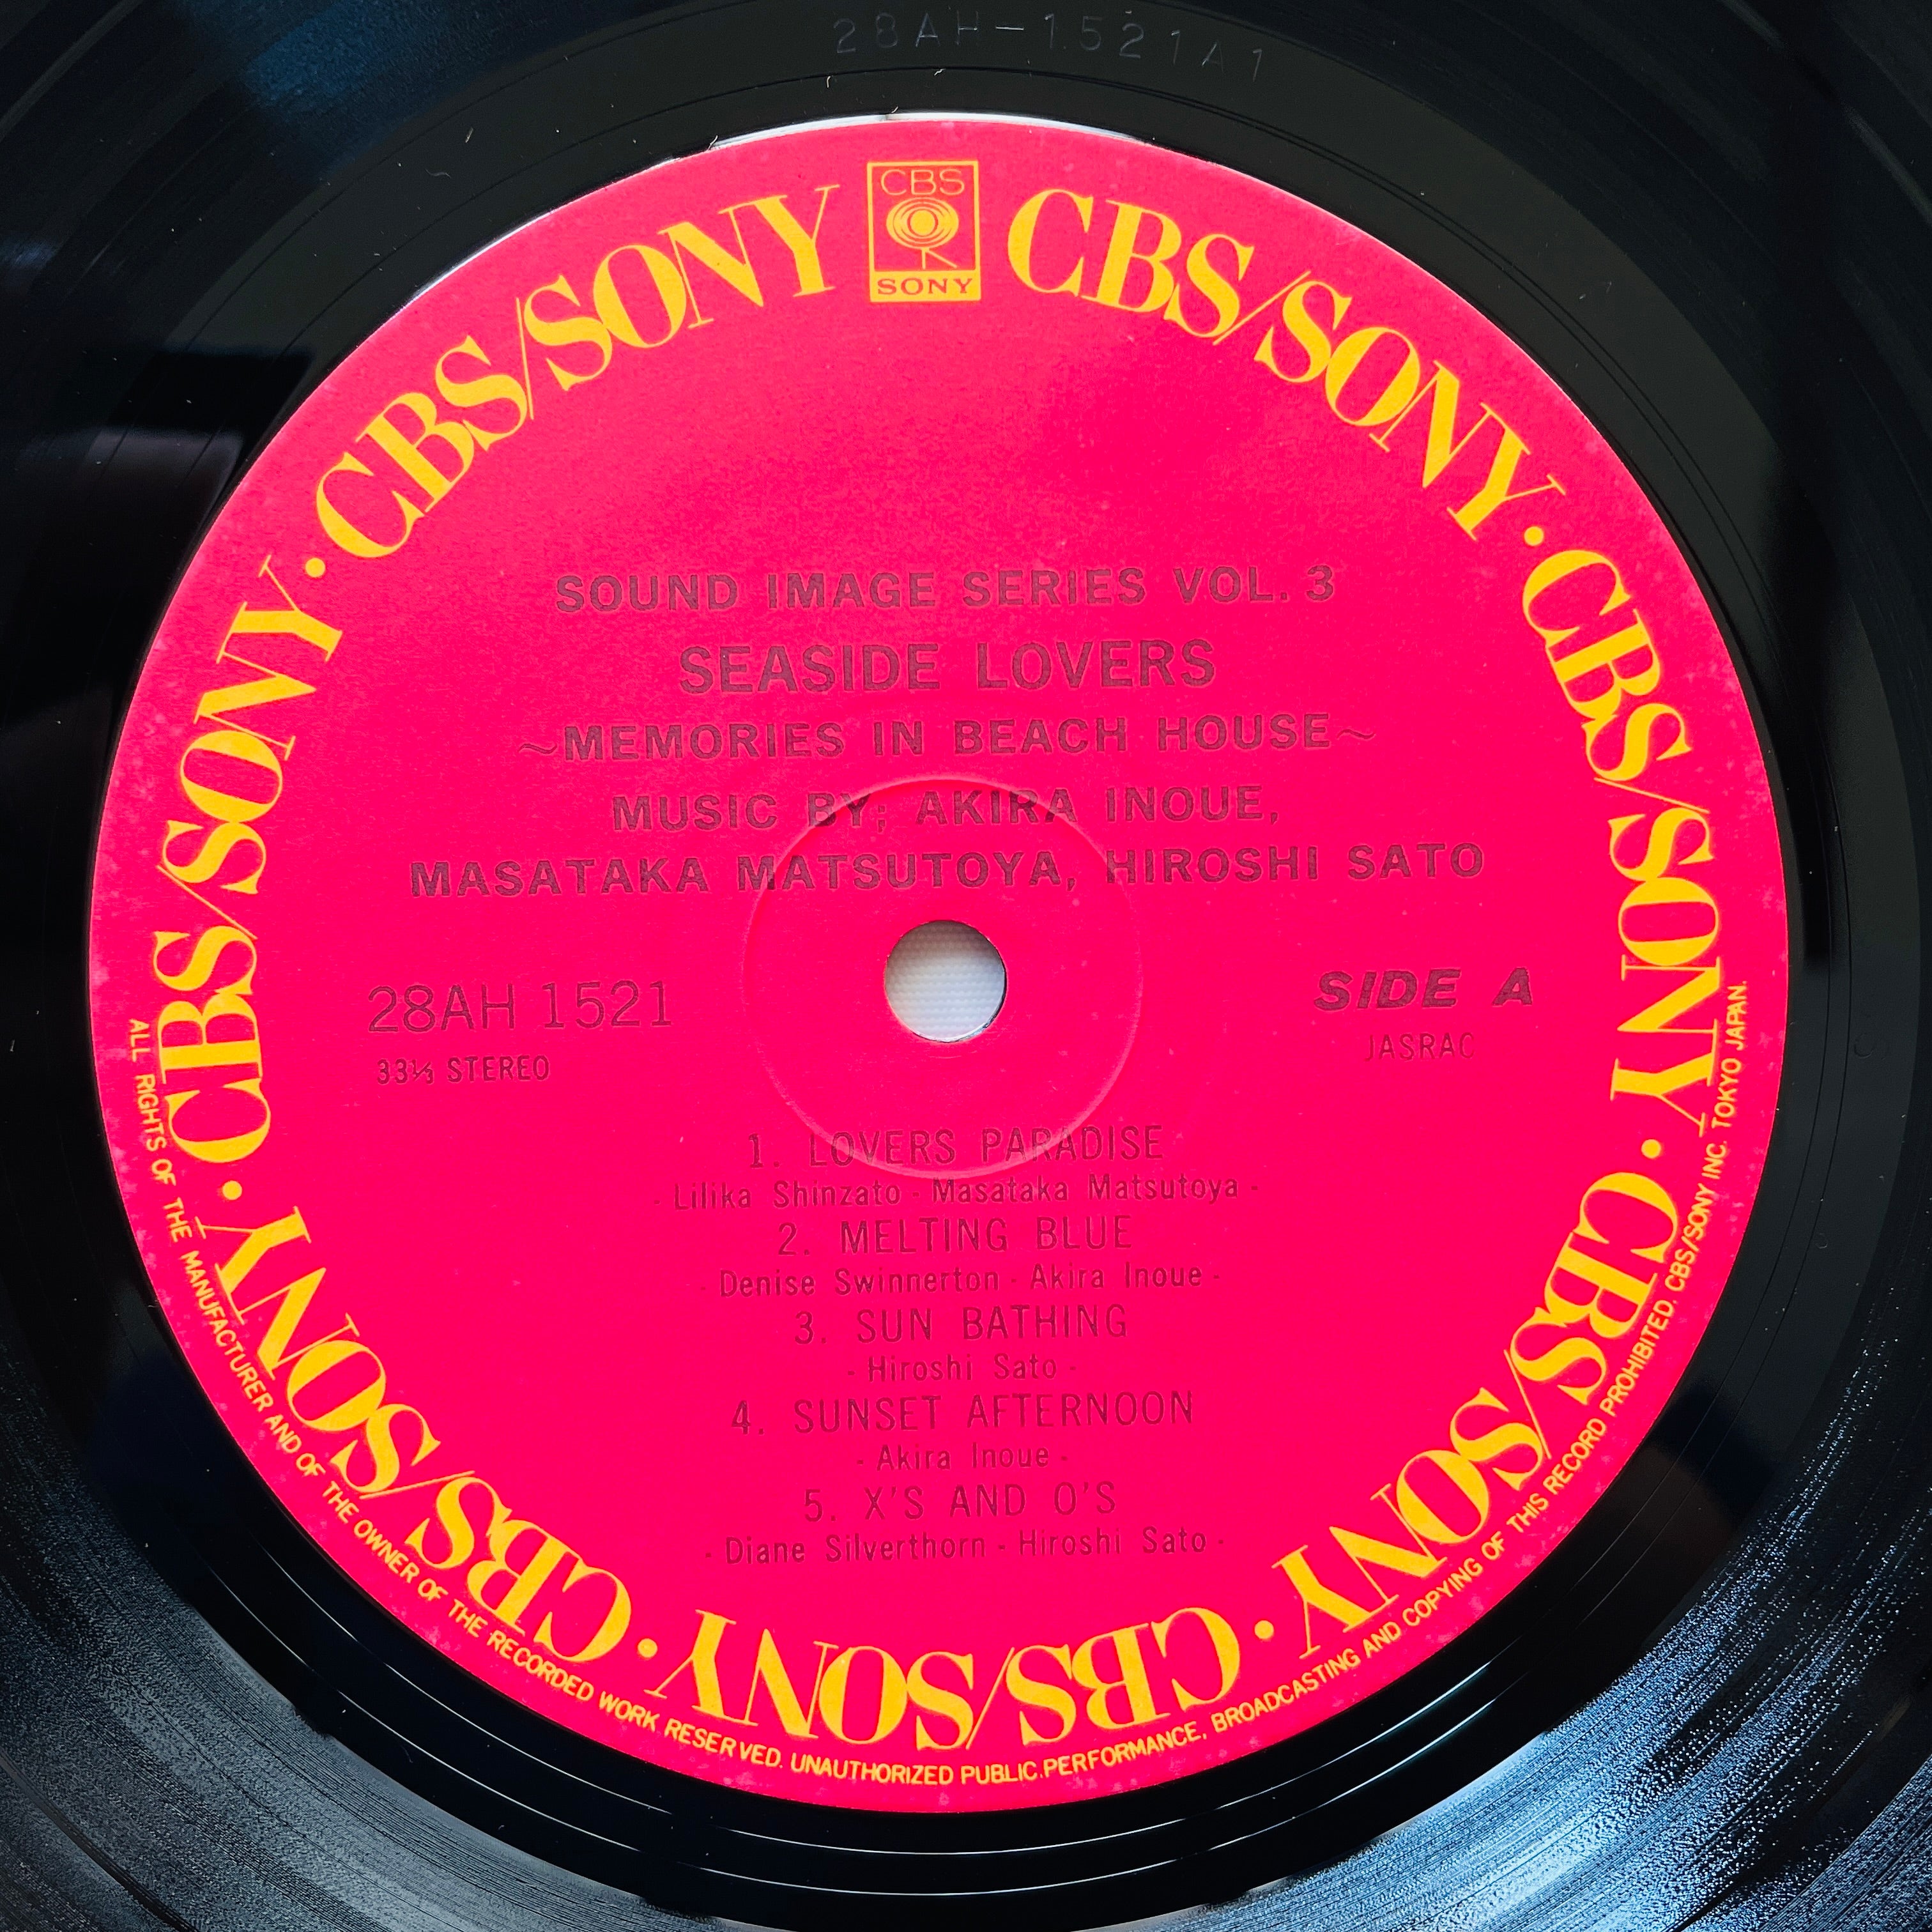 28AH-1521A1
CBS
SONY
CBS/SONY · CBS/SONY · CBS/SONY · CBS/SONY · CBS/SONY · CBS/SONY · CBS/SONY
SOUND IMAGE SERIES VOL. 3
SEASIDE LOVERS
~MEMORIES IN BEACH HOUSE~
MUSIC BY; AKIRA INOUE,
MASATAKA MATSUTOYA, HIROSHI SATO
28AH 1521
33⅓ STEREO
SIDE A
JASRAC
1. LOVERS PARADISE
- Lilika Shinzato - Masataka Matsutoya -
2. MELTING BLUE
- Denise Swinnerton - Akira Inoue -
3. SUN BATHING
- Hiroshi Sato -
4. SUNSET AFTERNOON
- Akira Inoue -
5. X'S AND O'S
- Diane Silverthorn - Hiroshi Sato -
ALL RIGHTS OF THE MANUFACTURER AND OF THE OWNER OF THE RECORDED WORK RESERVED. UNAUTHORIZED PUBLIC.PERFORMANCE, BROADCASTING AND COPYING OF THIS RECORD PROHIBITED. CBS/SONY INC. TOKYO JAPAN.